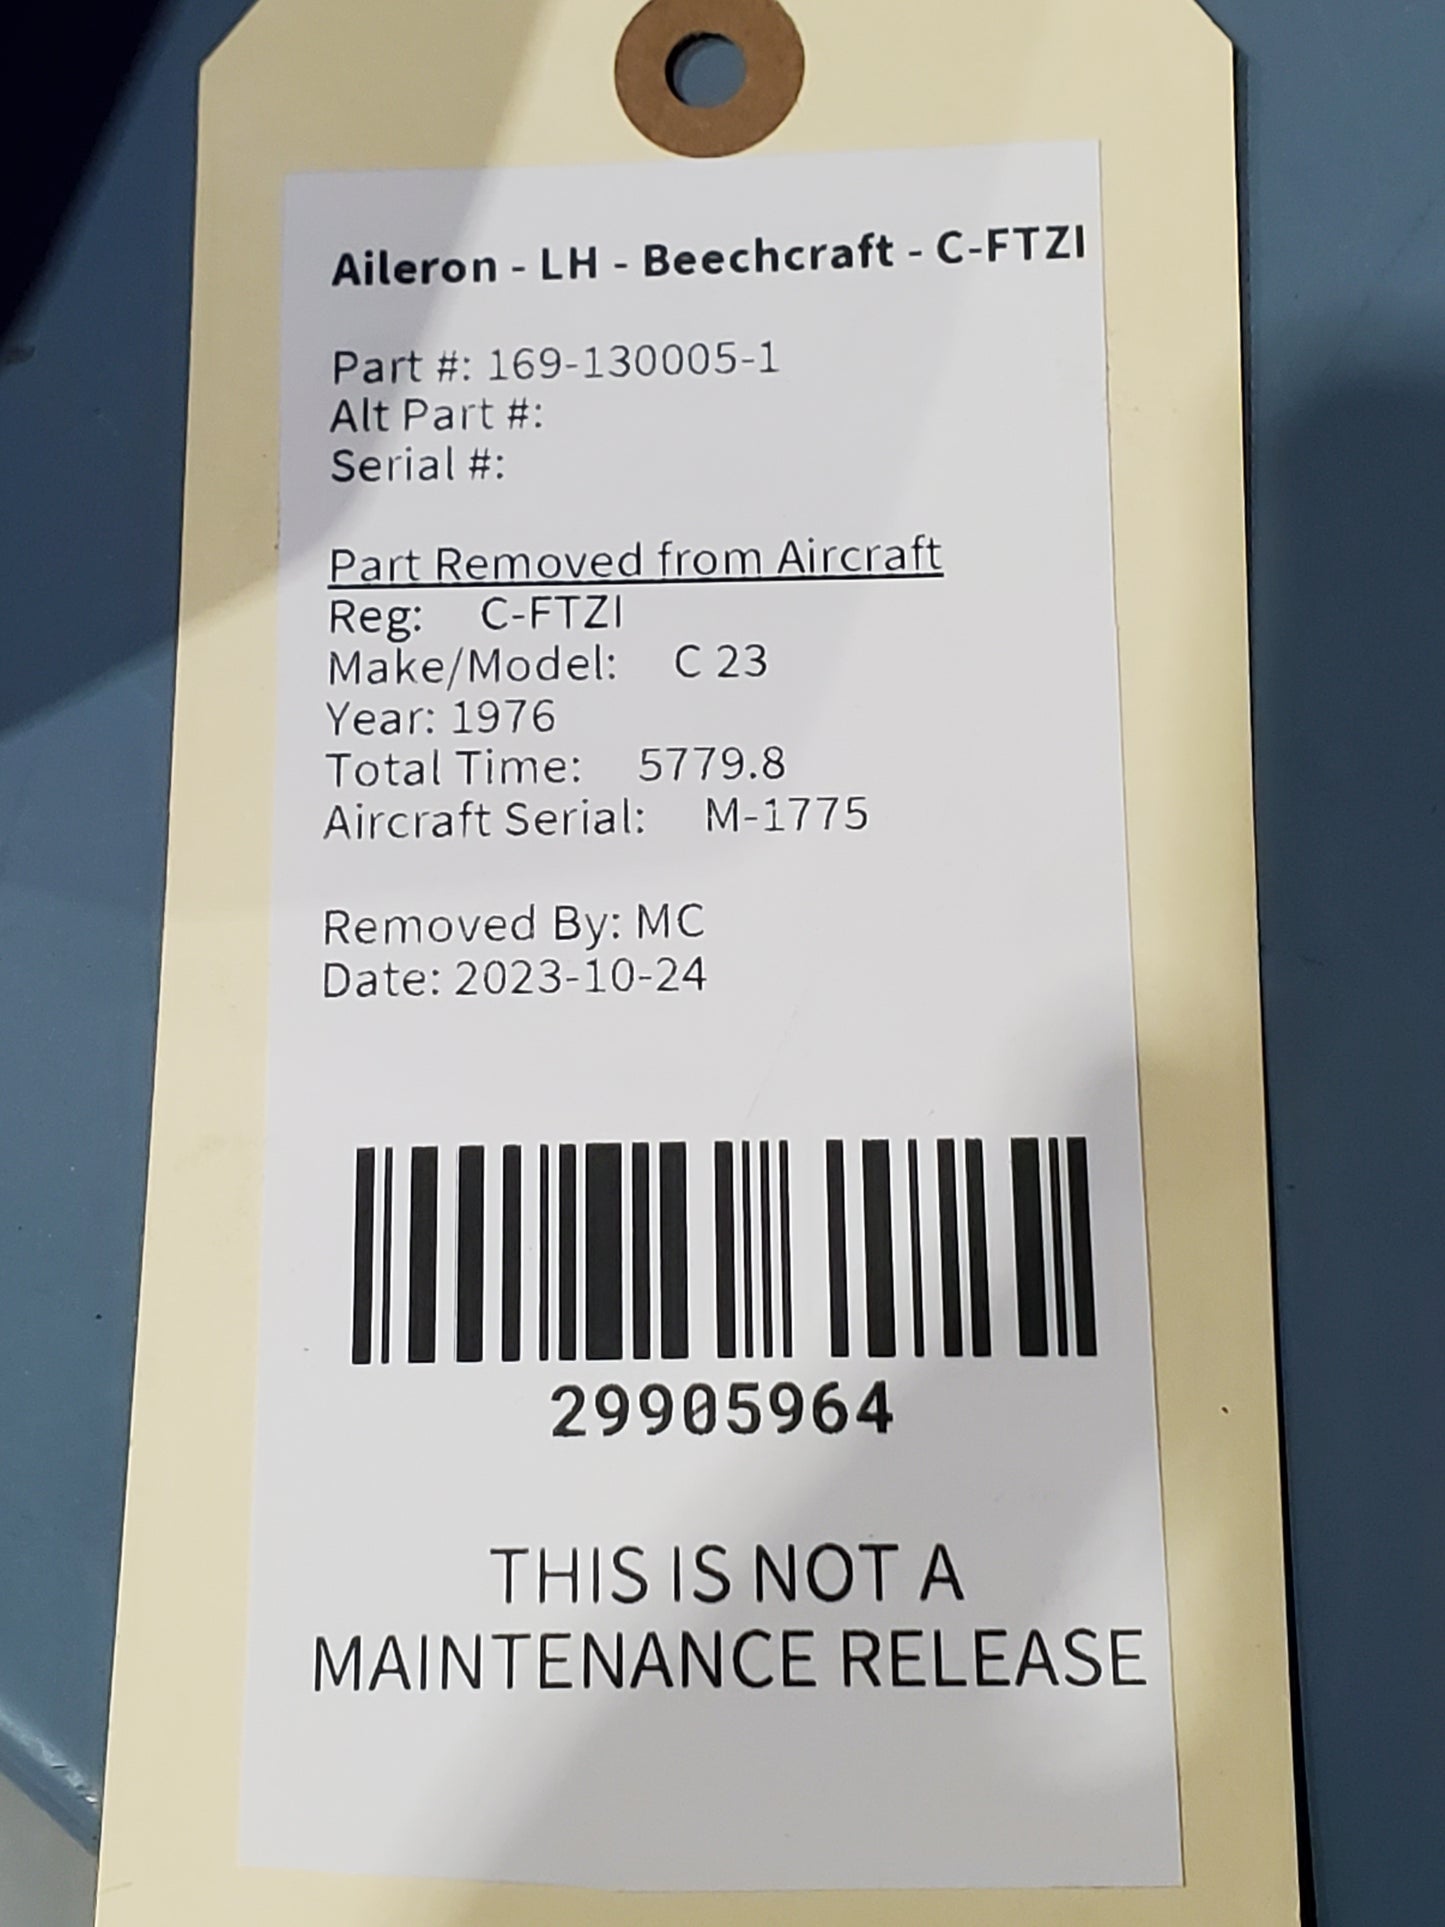 Aileron - LH - Beechcraft - C-FTZI
Part #: 169-130005-1
Alt Part #:
Serial #:
Part Removed from Aircraft
Reg: C-FTZI
Make/Model: C 23
Year: 1976
Total Time: 5779.8
Aircraft Serial: M-1775
Removed By: MC
Date: 2023-10-24
29905964
THIS IS NOT A
MAINTENANCE RELEASE